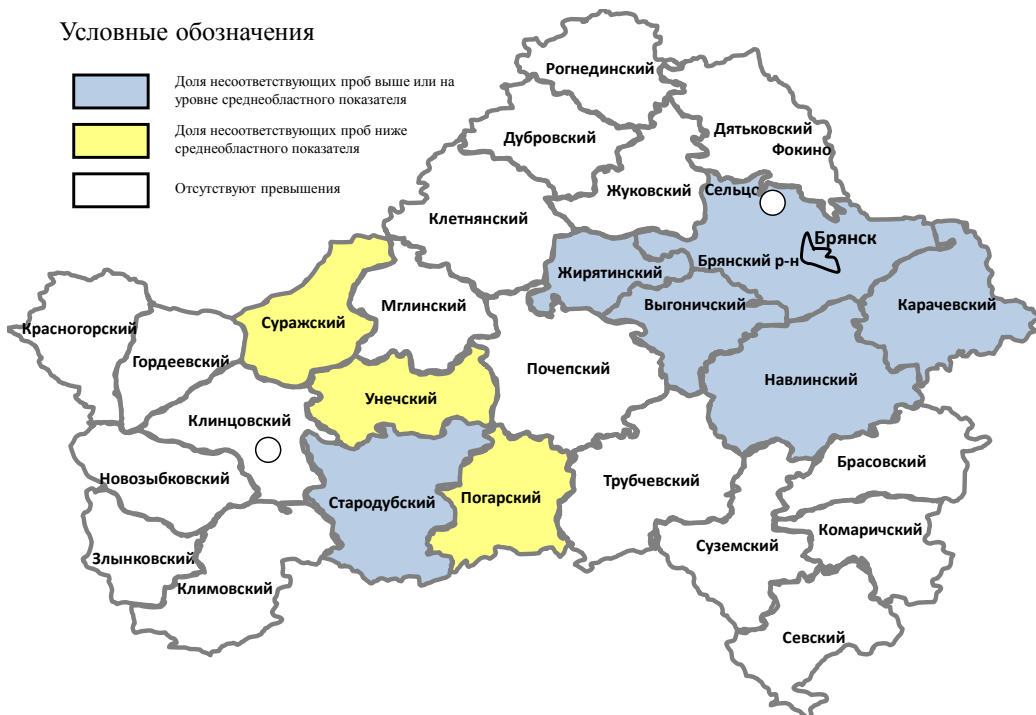 Условные обозначения
Доля несоответствующих проб выше или на
уровне среднеобластного показателя
Доля несоответствующих проб ниже
среднеобластного показателя
Отсутствуют превышения
Рогнединский
Дубровский
Дятьковский
Фокино
Жуковский
Сельцо
Клетнянский
Брянск
Брянский р-н
Жирятинский
Выгоничский
Карачевский
Мглинский
Суражский
Красногорский
Гордеевский
Почепский
Навлинский
Унечский
Клинцовский
Брасовский
Новозыбковский
Трубчевский
Стародубский
Погарский
Комаричский
Суземский
Злынковский
Климовский
Севский